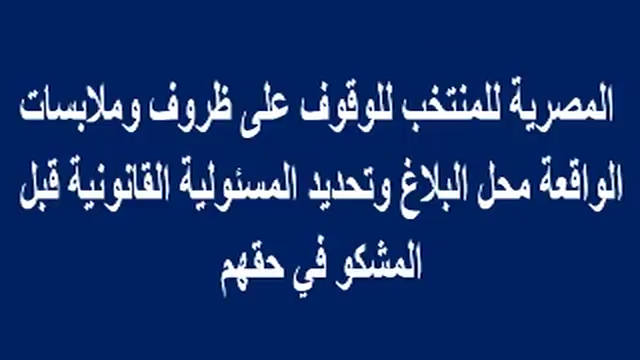 المصرية للمنتخب للوقوف على ظروف وملابسات
الواقعة محل البلاغ وتحديد المسئولية القانونية قبل
المشكو في حقهم